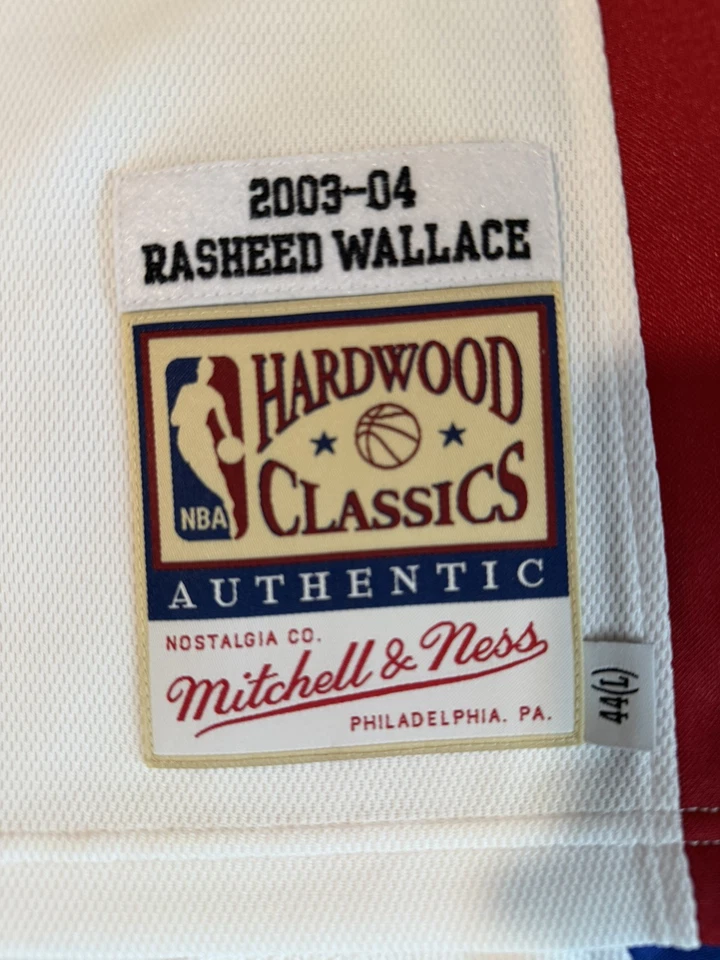 2003-04
RASHEED WALLACE
HARDWOOD
CLASSICS
NBA
AUTHENTIC
NOSTALGIA CO.
Mitchell & Ness
PHILADELPHIA. PA.
44(L)